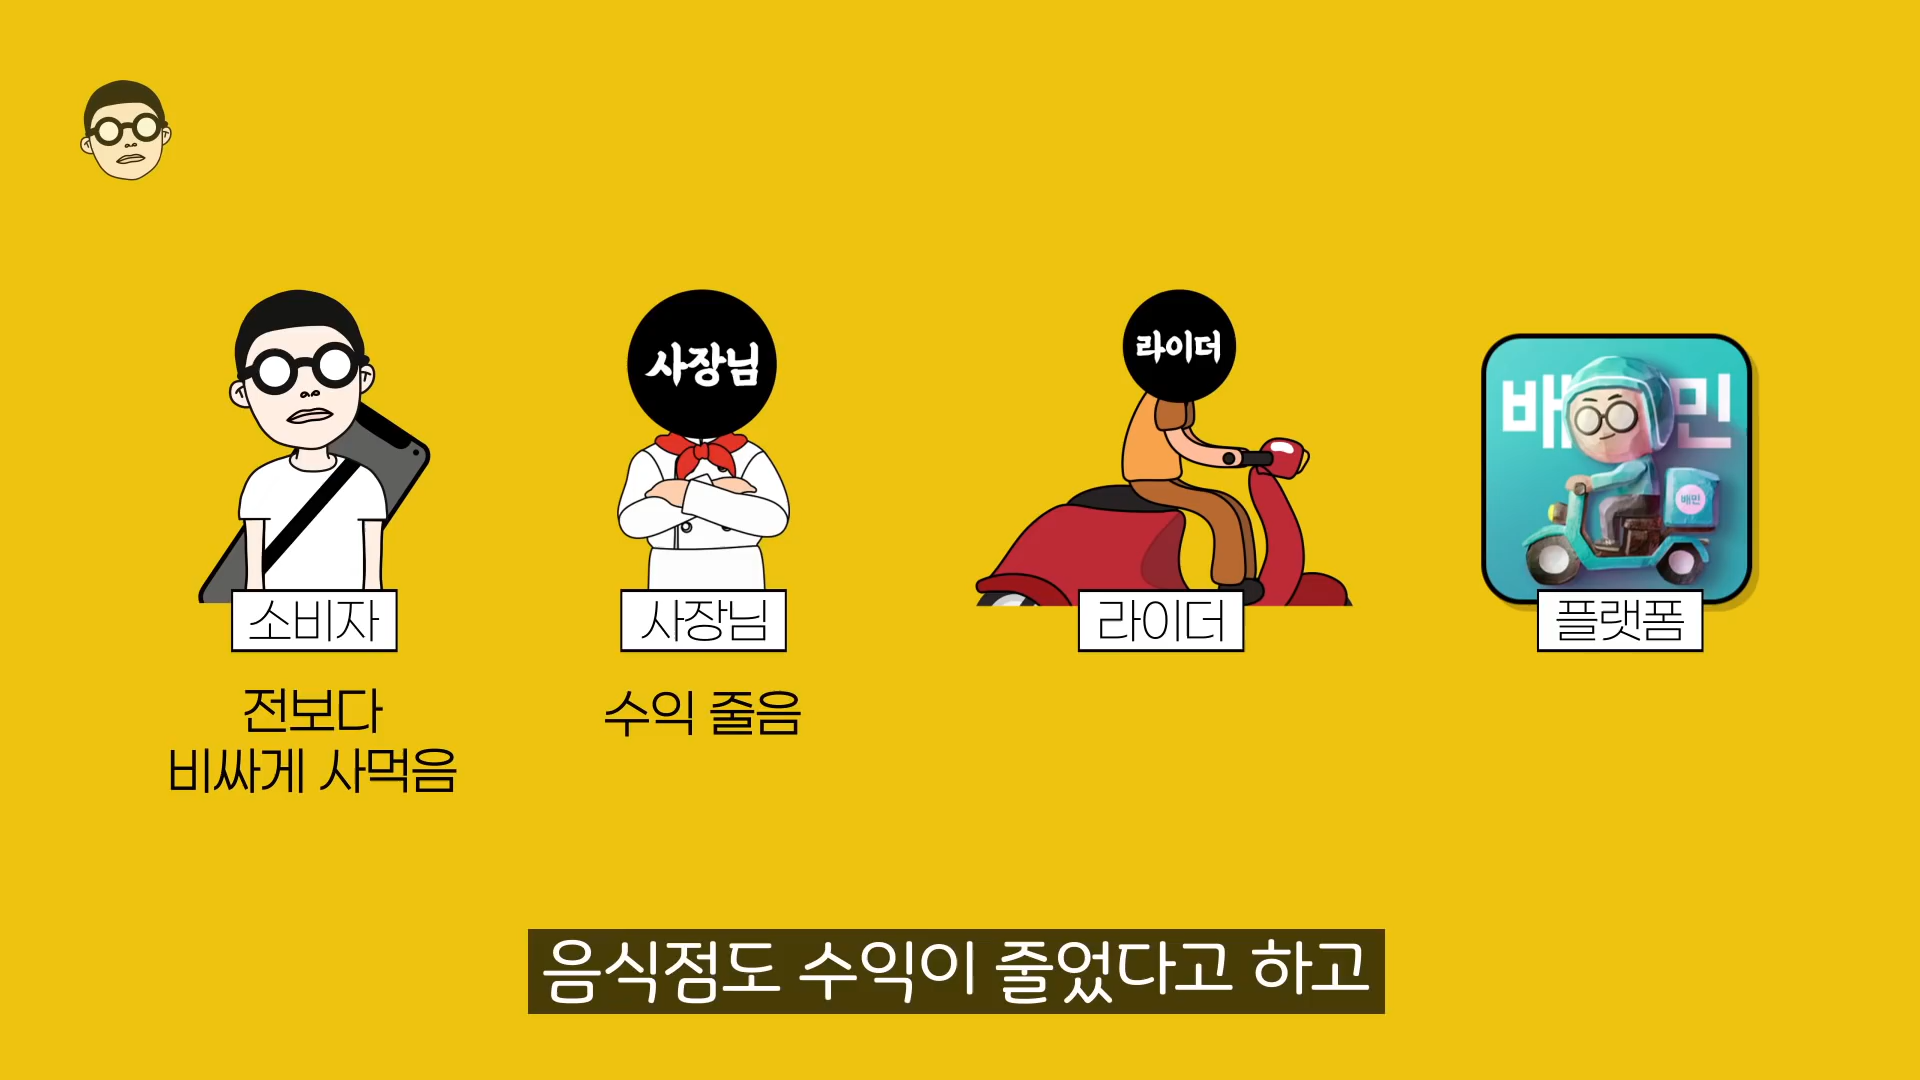 사장님
라이더
배민
배민
소비자
사장님
라이더
플랫폼
전보다
비싸게 사먹음
수익 줄음
음식점도 수익이 줄었다고 하고